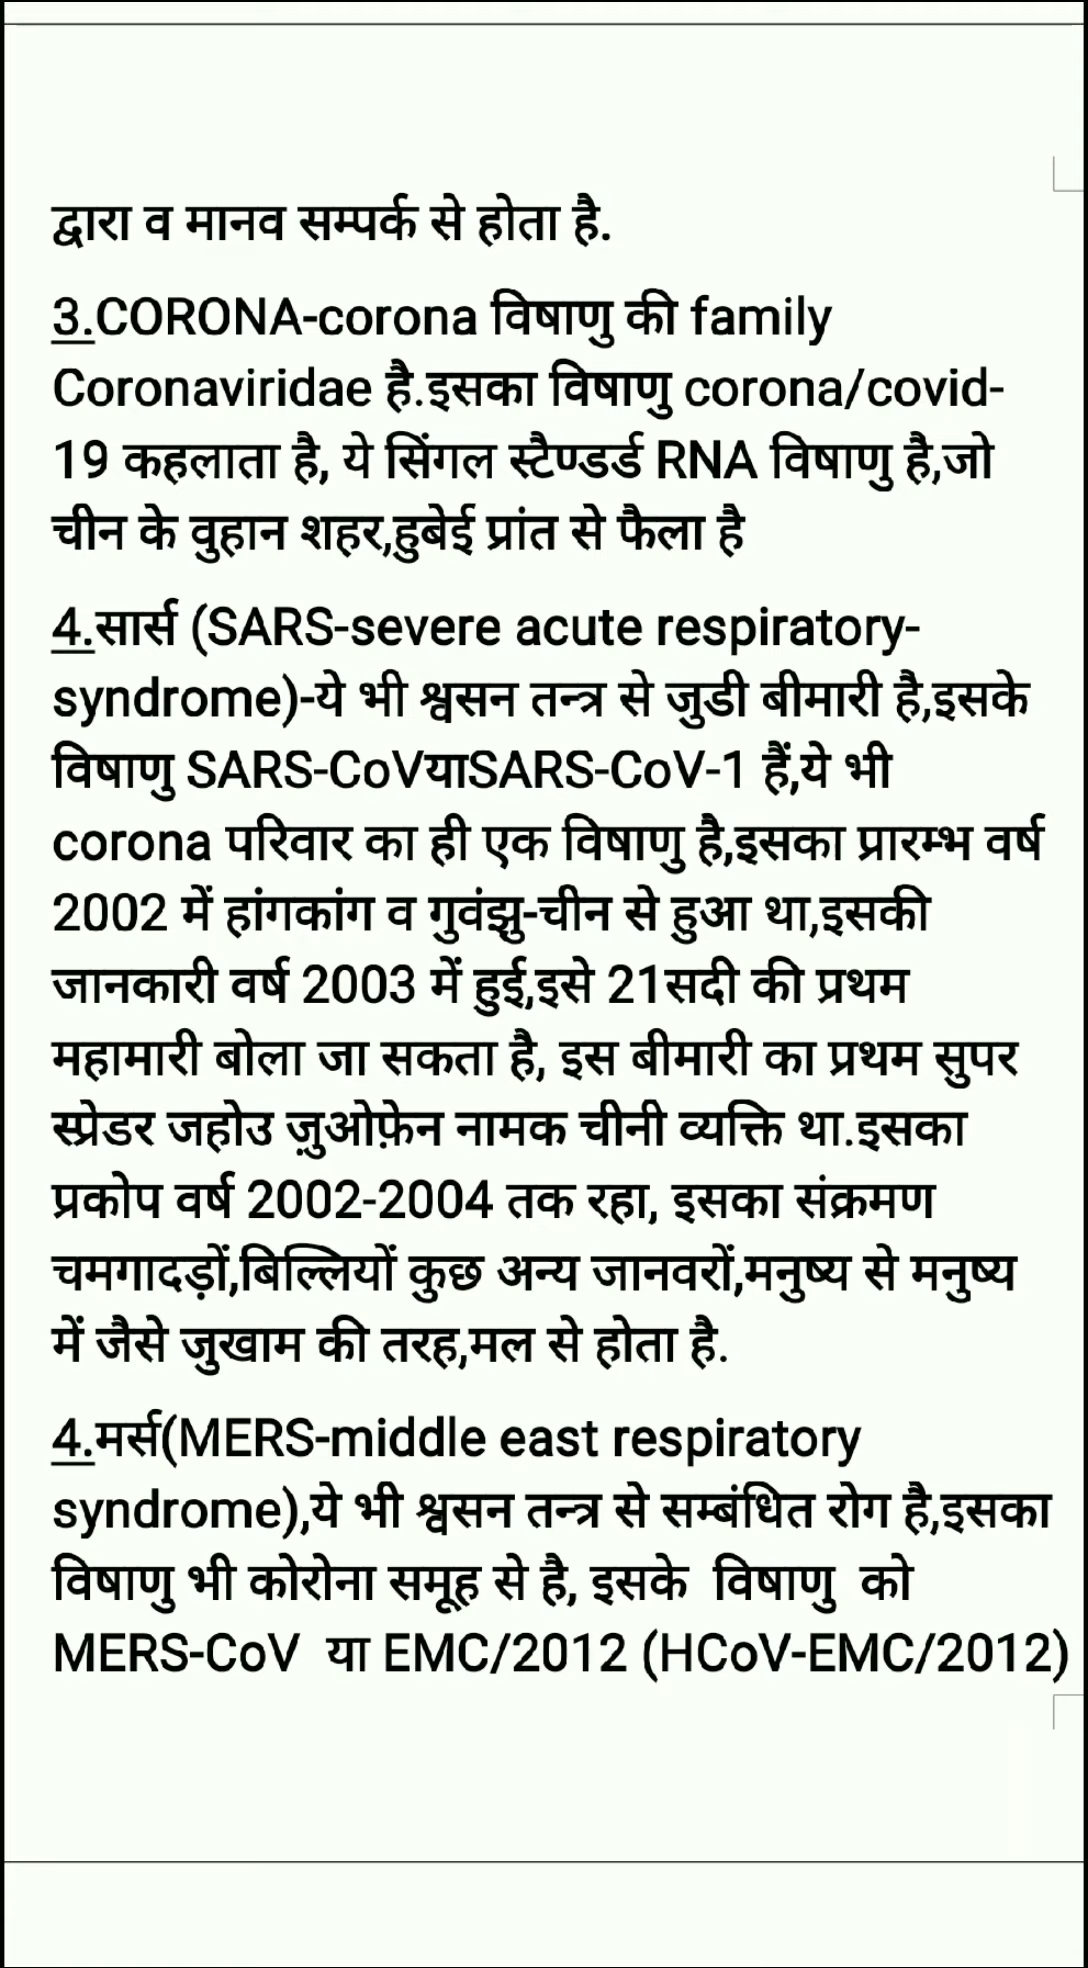 द्वारा व मानव सम्पर्क से होता है.
3.CORONA-corona विषाणु की family
Coronaviridae है.इसका विषाणु corona/covid-
19 कहलाता है, ये सिंगल स्टैण्डर्ड RNA विषाणु है,जो
चीन के वुहान शहर,हुबेई प्रांत से फैला है
4.सार्स (SARS-severe acute respiratory-
syndrome)-ये भी श्वसन तन्त्र से जुडी बीमारी है,इसके
विषाणु SARS-CoVयाSARS-CoV-1 हैं,ये भी
corona परिवार का ही एक विषाणु है,इसका प्रारम्भ वर्ष
2002 में हांगकांग व गुवंझु-चीन से हुआ था,इसकी
जानकारी वर्ष 2003 में हुई,इसे 21सदी की प्रथम
महामारी बोला जा सकता है, इस बीमारी का प्रथम सुपर
स्प्रेडर जहोउ ज़ुओफ़ेन नामक चीनी व्यक्ति था.इसका
प्रकोप वर्ष 2002-2004 तक रहा, इसका संक्रमण
चमगादड़ों,बिल्लियों कुछ अन्य जानवरों,मनुष्य से मनुष्य
में जैसे जुखाम की तरह,मल से होता है.
4.मर्स(MERS-middle east respiratory
syndrome),ये भी श्वसन तन्त्र से सम्बंधित रोग है,इसका
विषाणु भी कोरोना समूह से है, इसके विषाणु को
MERS-CoV या EMC/2012 (HCoV-EMC/2012)